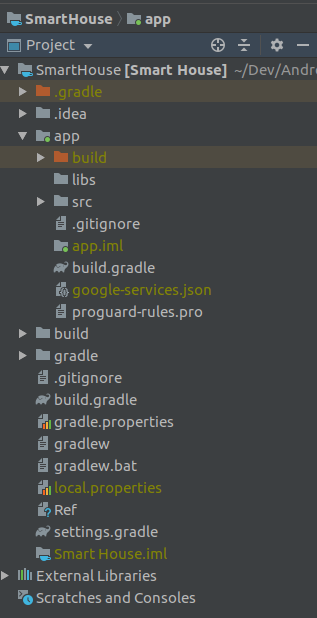 SmartHouse app
Project
SmartHouse [Smart House] ~/Dev/Andr
.gradle
.idea
app
build
libs
src
.gitignore
app.iml
build.gradle
google-services.json
proguard-rules.pro
build
gradle
.gitignore
build.gradle
gradle.properties
gradlew
gradlew.bat
local.properties
Ref
settings.gradle
Smart House.iml
External Libraries
Scratches and Consoles